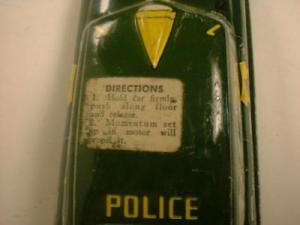 DIRECTIONS
1. Hold car firmly,
push along floor
and release.
2. Momentum set
up in motor will
propel it.
POLICE